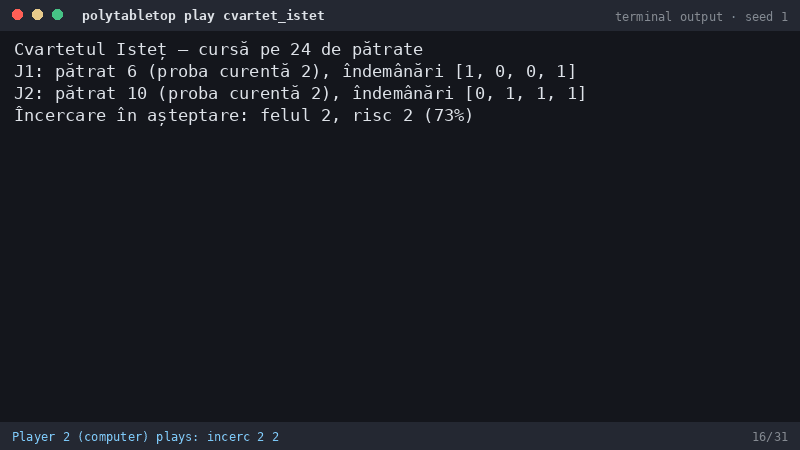 polytabletop play cvartet_istet
terminal output · seed 1
Cvartetul Isteț — cursă pe 24 de pătrate
J1: pătrat 6 (proba curentă 2), îndemânări [1, 0, 0, 1]
J2: pătrat 10 (proba curentă 2), îndemânări [0, 1, 1, 1]
Încercare în așteptare: felul 2, risc 2 (73%)
Player 2 (computer) plays: incerc 2 2
16/31